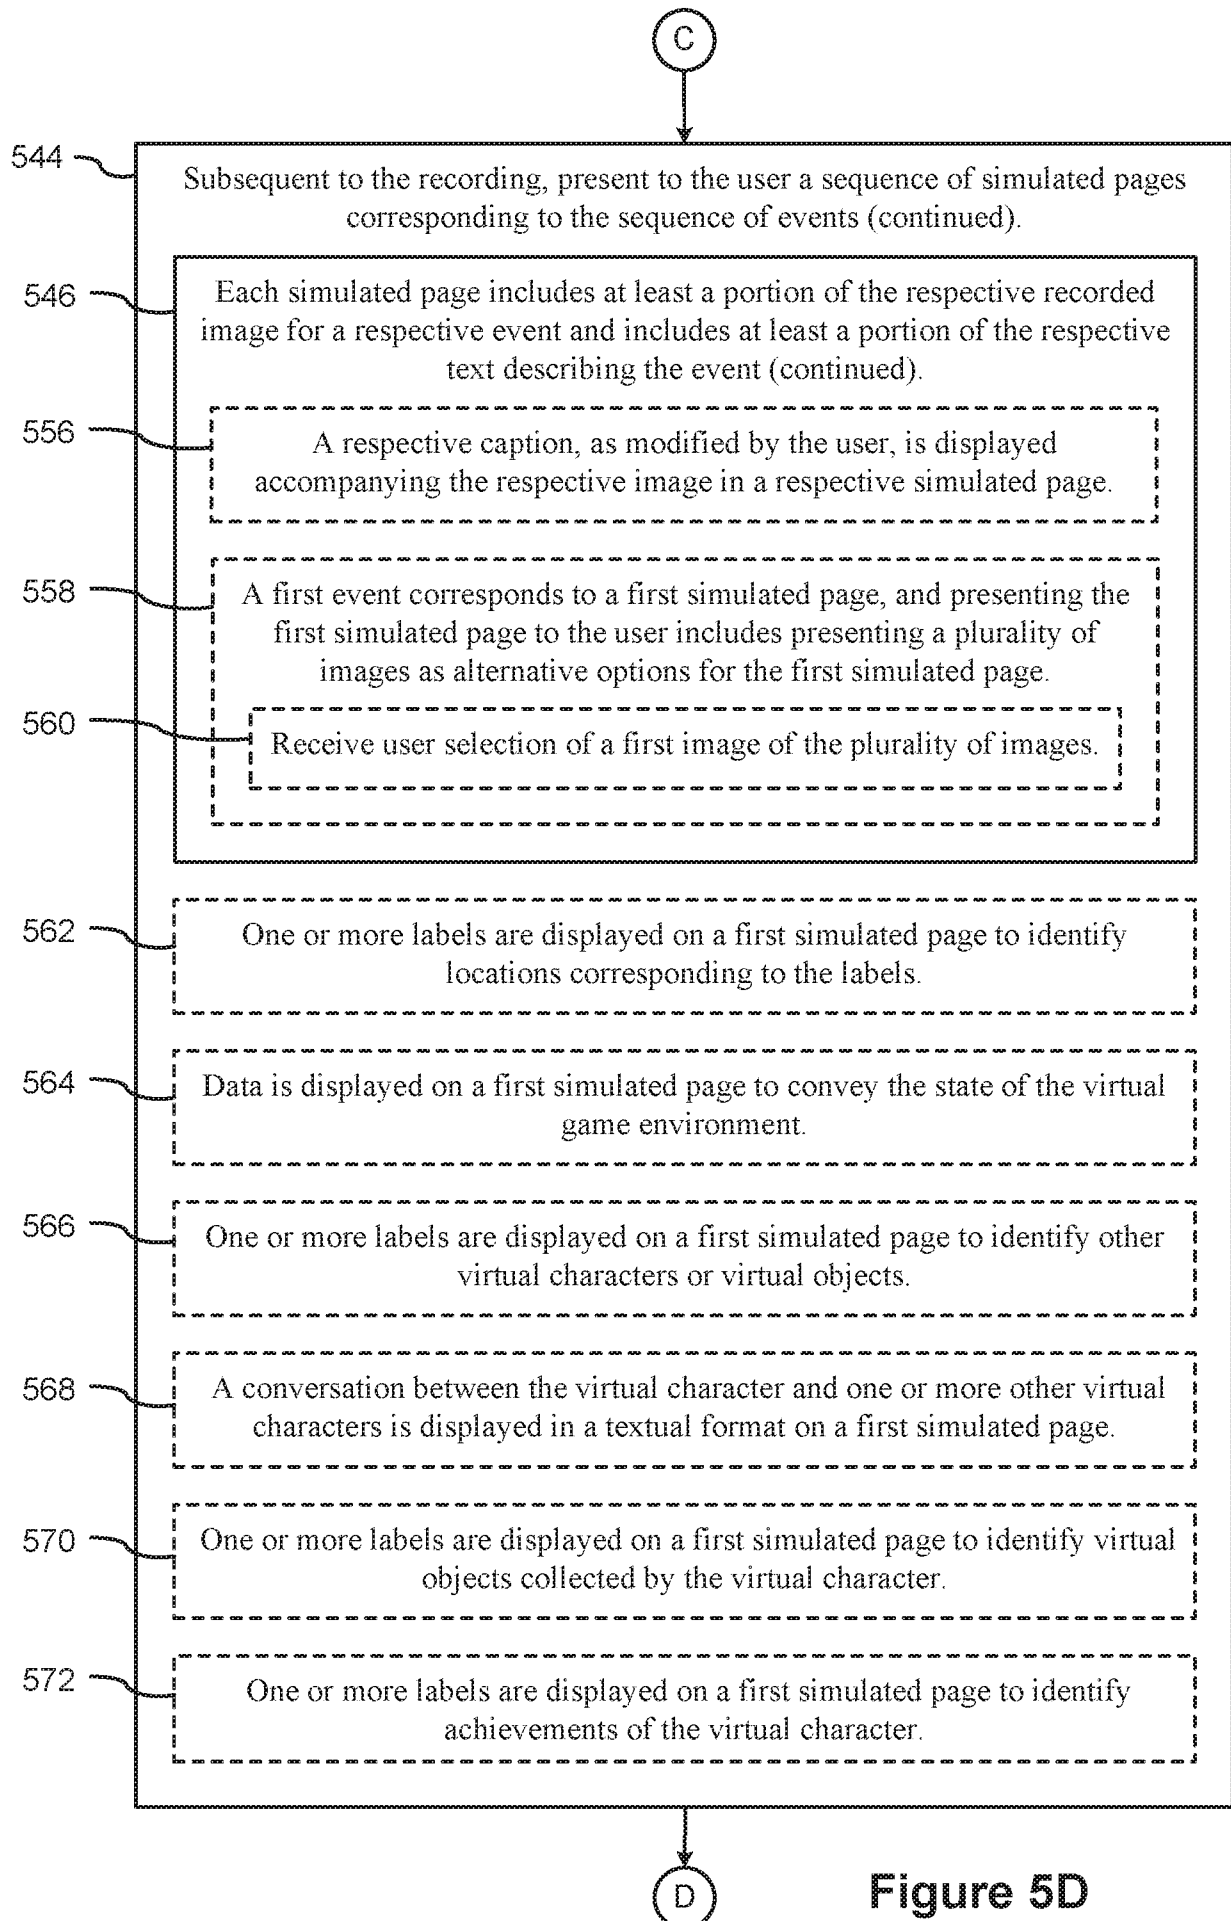 C
544
Subsequent to the recording, present to the user a sequence of simulated pages
corresponding to the sequence of events (continued).
546
Each simulated page includes at least a portion of the respective recorded
image for a respective event and includes at least a portion of the respective
text describing the event (continued).
556
A respective caption, as modified by the user, is displayed
accompanying the respective image in a respective simulated page.
558
A first event corresponds to a first simulated page, and presenting the
first simulated page to the user includes presenting a plurality of
images as alternative options for the first simulated page.
560
Receive user selection of a first image of the plurality of images.
562
One or more labels are displayed on a first simulated page to identify
locations corresponding to the labels.
564
Data is displayed on a first simulated page to convey the state of the virtual
game environment.
566
One or more labels are displayed on a first simulated page to identify other
virtual characters or virtual objects.
568
A conversation between the virtual character and one or more other virtual
characters is displayed in a textual format on a first simulated page.
570
One or more labels are displayed on a first simulated page to identify virtual
objects collected by the virtual character.
572
One or more labels are displayed on a first simulated page to identify
achievements of the virtual character.
D
Figure 5D